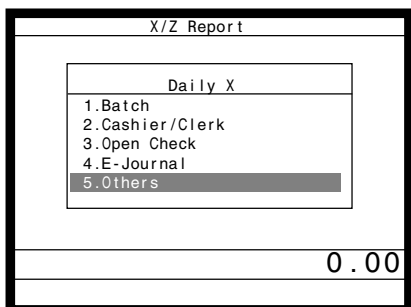 X/Z Report
Daily X
1.Batch
2.Cashier/Clerk
3.Open Check
4.E-Journal
5.Others
0.00